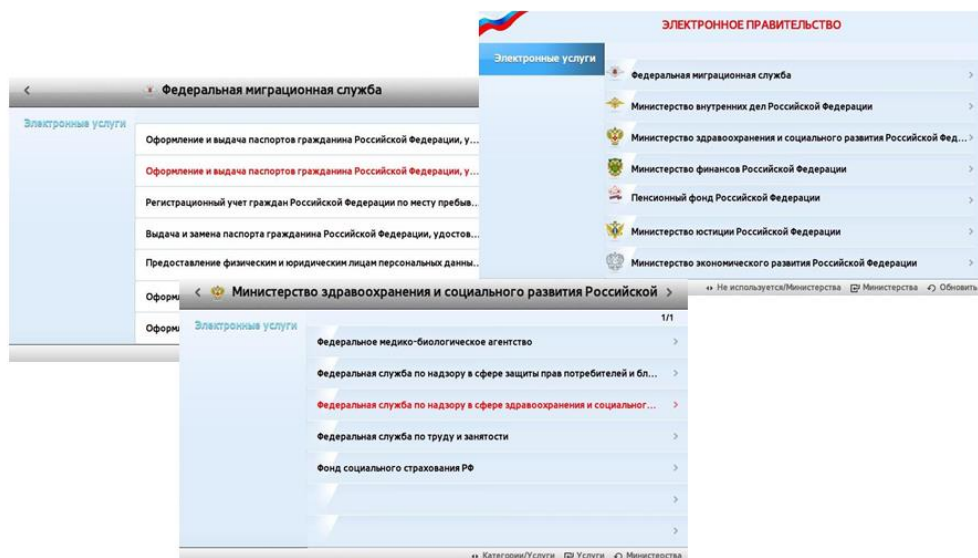 ЭЛЕКТРОННОЕ ПРАВИТЕЛЬСТВО
Электронные услуги
Федеральная миграционная служба
Министерство внутренних дел Российской Федерации
Министерство здравоохранения и социального развития Российской Фед...
Министерство финансов Российской Федерации
Пенсионный фонд Российской Федерации
Министерство юстиции Российской Федерации
Министерство экономического развития Российской Федерации
Не используется/Министерства Министерства Обновить
Федеральная миграционная служба
Электронные услуги
Оформление и выдача паспортов гражданина Российской Федерации, у...
Оформление и выдача паспортов гражданина Российской Федерации, у...
Регистрационный учет граждан Российской Федерации по месту пребыв...
Выдача и замена паспорта гражданина Российской Федерации, удостов...
Предоставление физическим и юридическим лицам персональных данны...
Министерство здравоохранения и социального развития Российской
1/1
Электронные услуги
Федеральное медико-биологическое агентство
Федеральная служба по надзору в сфере защиты прав потребителей и бл...
Федеральная служба по надзору в сфере здравоохранения и социальног...
Федеральная служба по труду и занятости
Фонд социального страхования РФ
Категории/Услуги Услуги Министерства